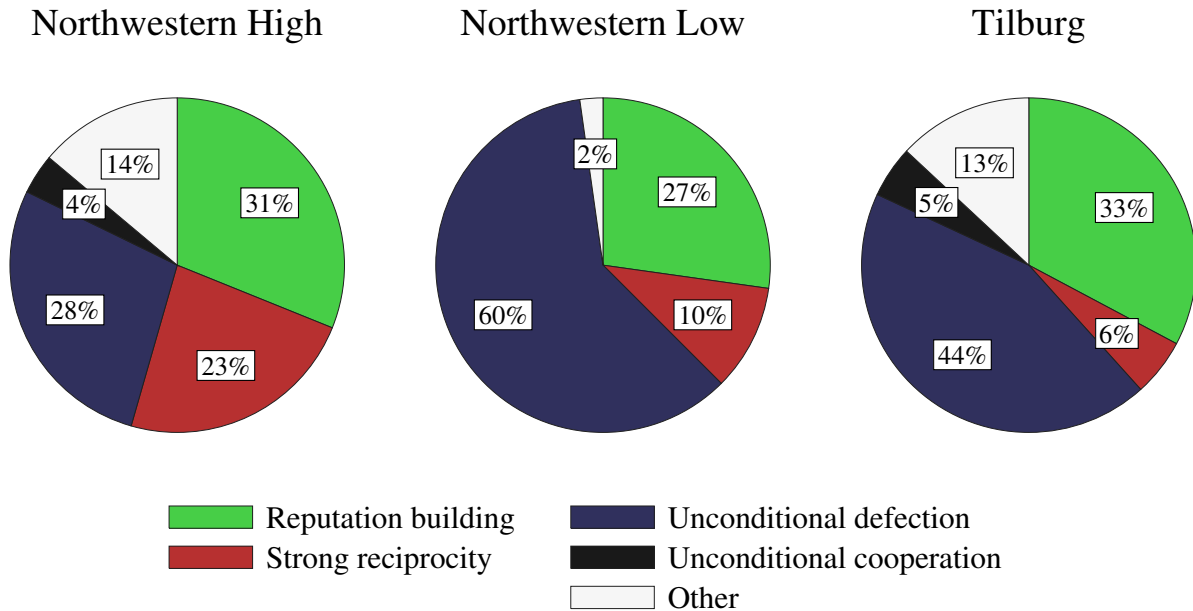 Northwestern High
Northwestern Low
Tilburg
14%
31%
4%
28%
23%
2%
27%
60%
10%
13%
33%
5%
6%
44%
Reputation building
Unconditional defection
Strong reciprocity
Unconditional cooperation
Other